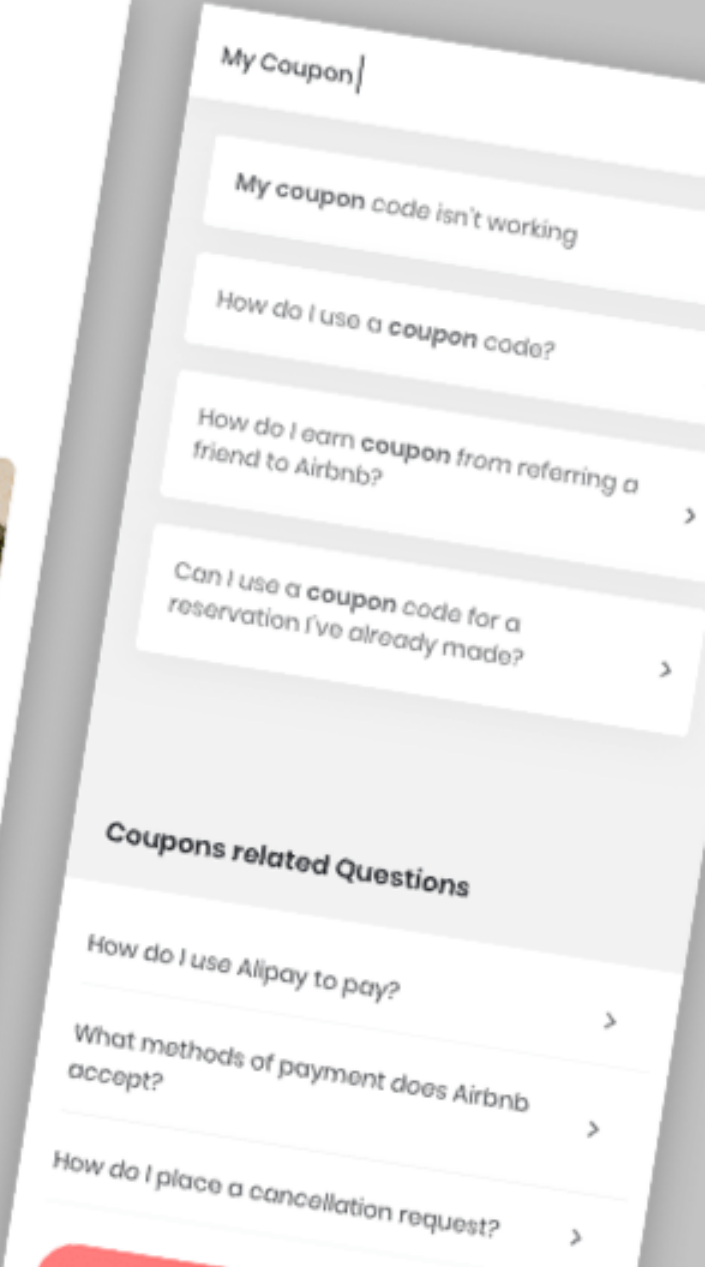 My Coupon
My coupon code isn't working
How do I use a coupon code?
How do I earn coupon from referring a
friend to Airbnb?
Can I use a coupon code for a
reservation I've already made?
Coupons related Questions
How do I use Alipay to pay?
What methods of payment does Airbnb
accept?
How do I place a cancellation request?